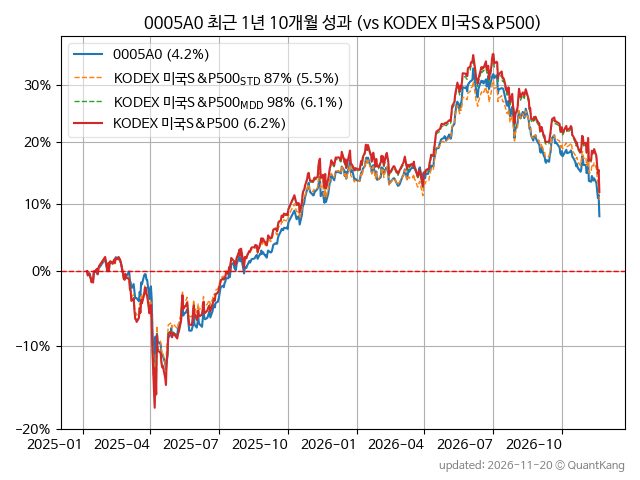 0005A0 최근 1년 10개월 성과 (vs KODEX 미국S&P500)
0005A0 (4.2%)
KODEX 미국S&P500STD 87% (5.5%)
KODEX 미국S&P500MDD 98% (6.1%)
KODEX 미국S&P500 (6.2%)
30%
20%
10%
0%
−10%
−20%
2025-01 2025-04 2025-07 2025-10 2026-01 2026-04 2026-07 2026-10
updated: 2026-11-20 © QuantKang